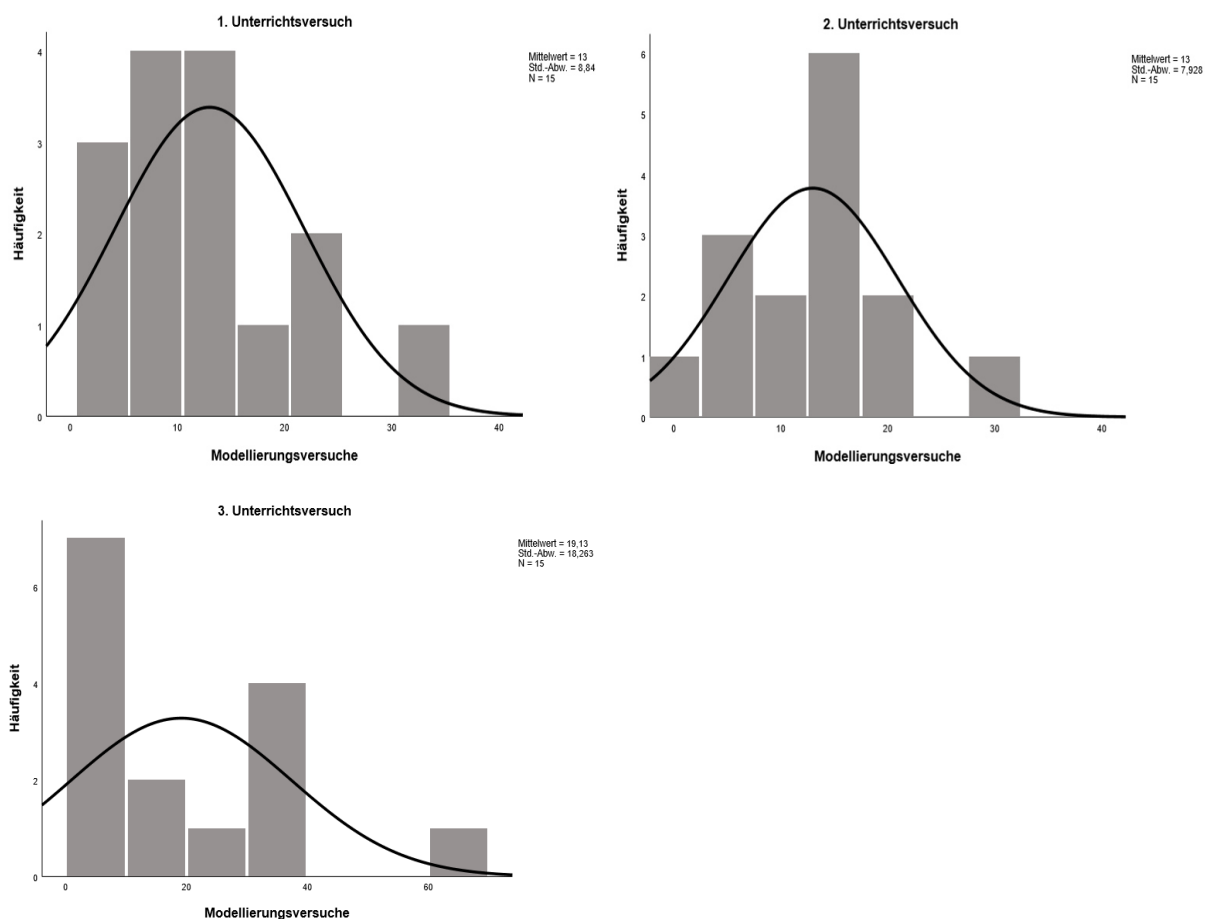 1. Unterrichtsversuch
Mittelwert = 13
Std.-Abw. = 8,84
N = 15
4
3
2
1
0
Häufigkeit
0 10 20 30 40
Modellierungsversuche
2. Unterrichtsversuch
Mittelwert = 13
Std.-Abw. = 7,928
N = 15
6
5
4
3
2
1
0
Häufigkeit
0 10 20 30 40
Modellierungsversuche
3. Unterrichtsversuch
Mittelwert = 19,13
Std.-Abw. = 18,263
N = 15
6
4
2
0
Häufigkeit
0 20 40 60
Modellierungsversuche